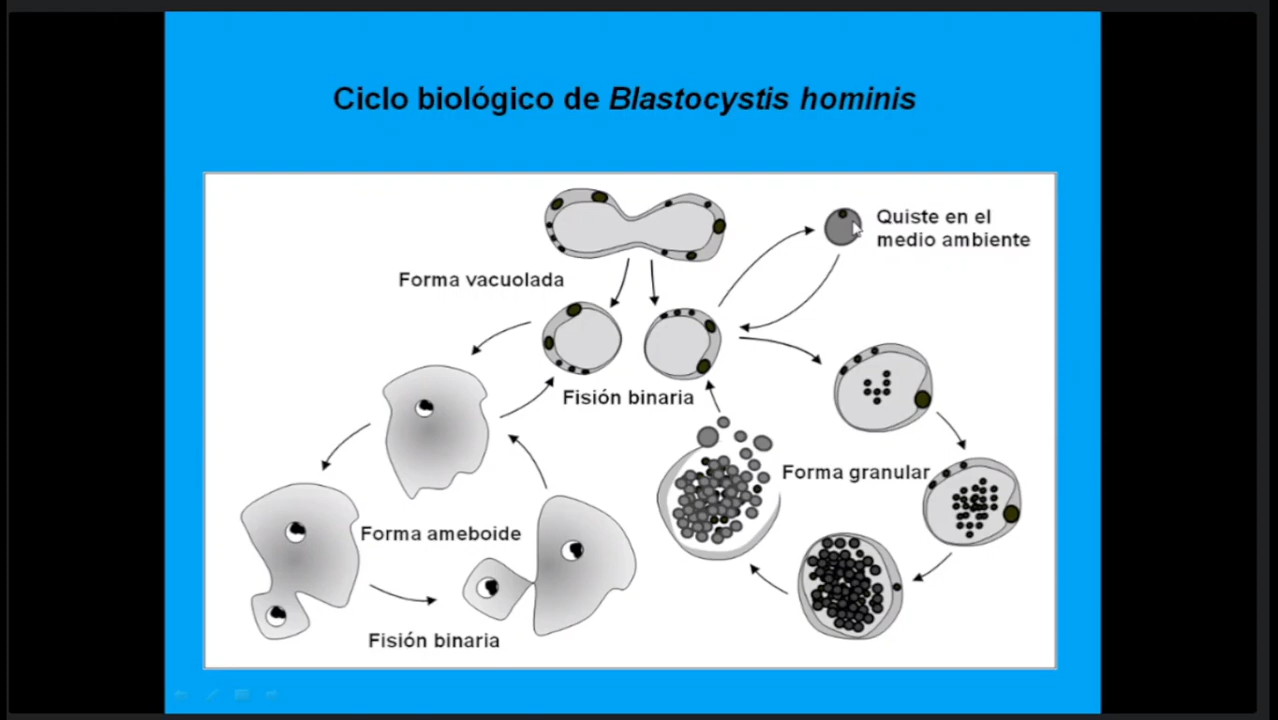 Ciclo biológico de Blastocystis hominis
Quiste en el
medio ambiente
Forma vacuolada
Fisión binaria
Forma granular
Forma ameboide
Fisión binaria